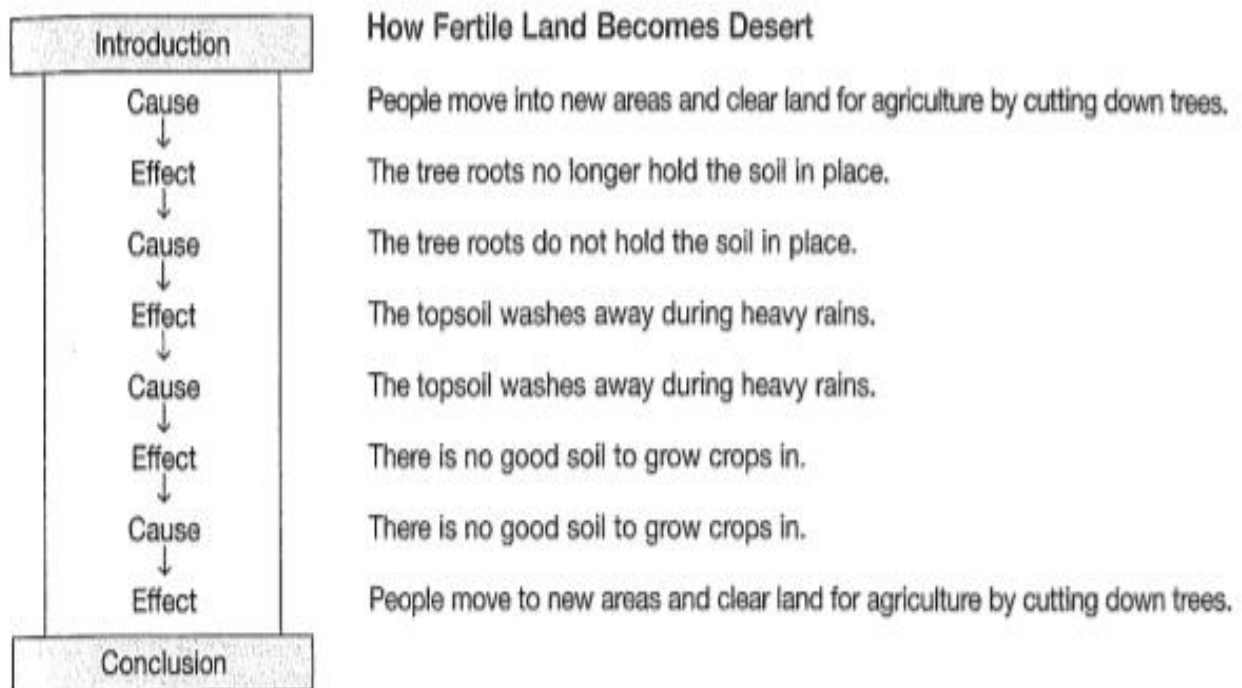 Introduction
How Fertile Land Becomes Desert
Cause
People move into new areas and clear land for agriculture by cutting down trees.
Effect
The tree roots no longer hold the soil in place.
Cause
The tree roots do not hold the soil in place.
Effect
The topsoil washes away during heavy rains.
Cause
The topsoil washes away during heavy rains.
Effect
There is no good soil to grow crops in.
Cause
There is no good soil to grow crops in.
Effect
People move to new areas and clear land for agriculture by cutting down trees.
Conclusion